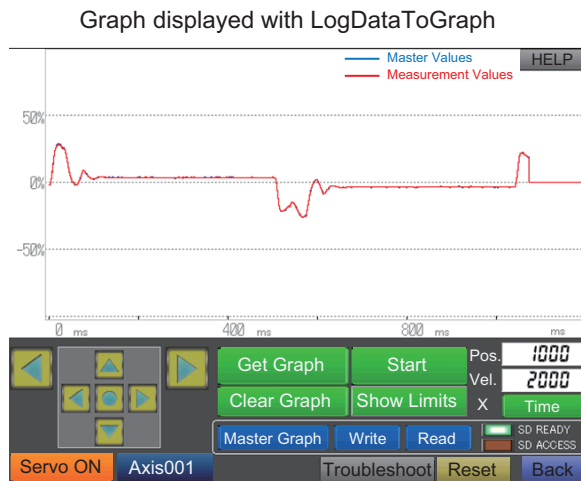 Graph displayed with LogDataToGraph
Master Values
HELP
Measurement Values
50%
0%
-50%
0 ms 400 ms 800 ms ms
Get Graph Start Pos. 1000
Vel. 2000
Clear Graph Show Limits X Time
Master Graph Write Read SD READY
SD ACCESS
Servo ON Axis001 Troubleshoot Reset Back